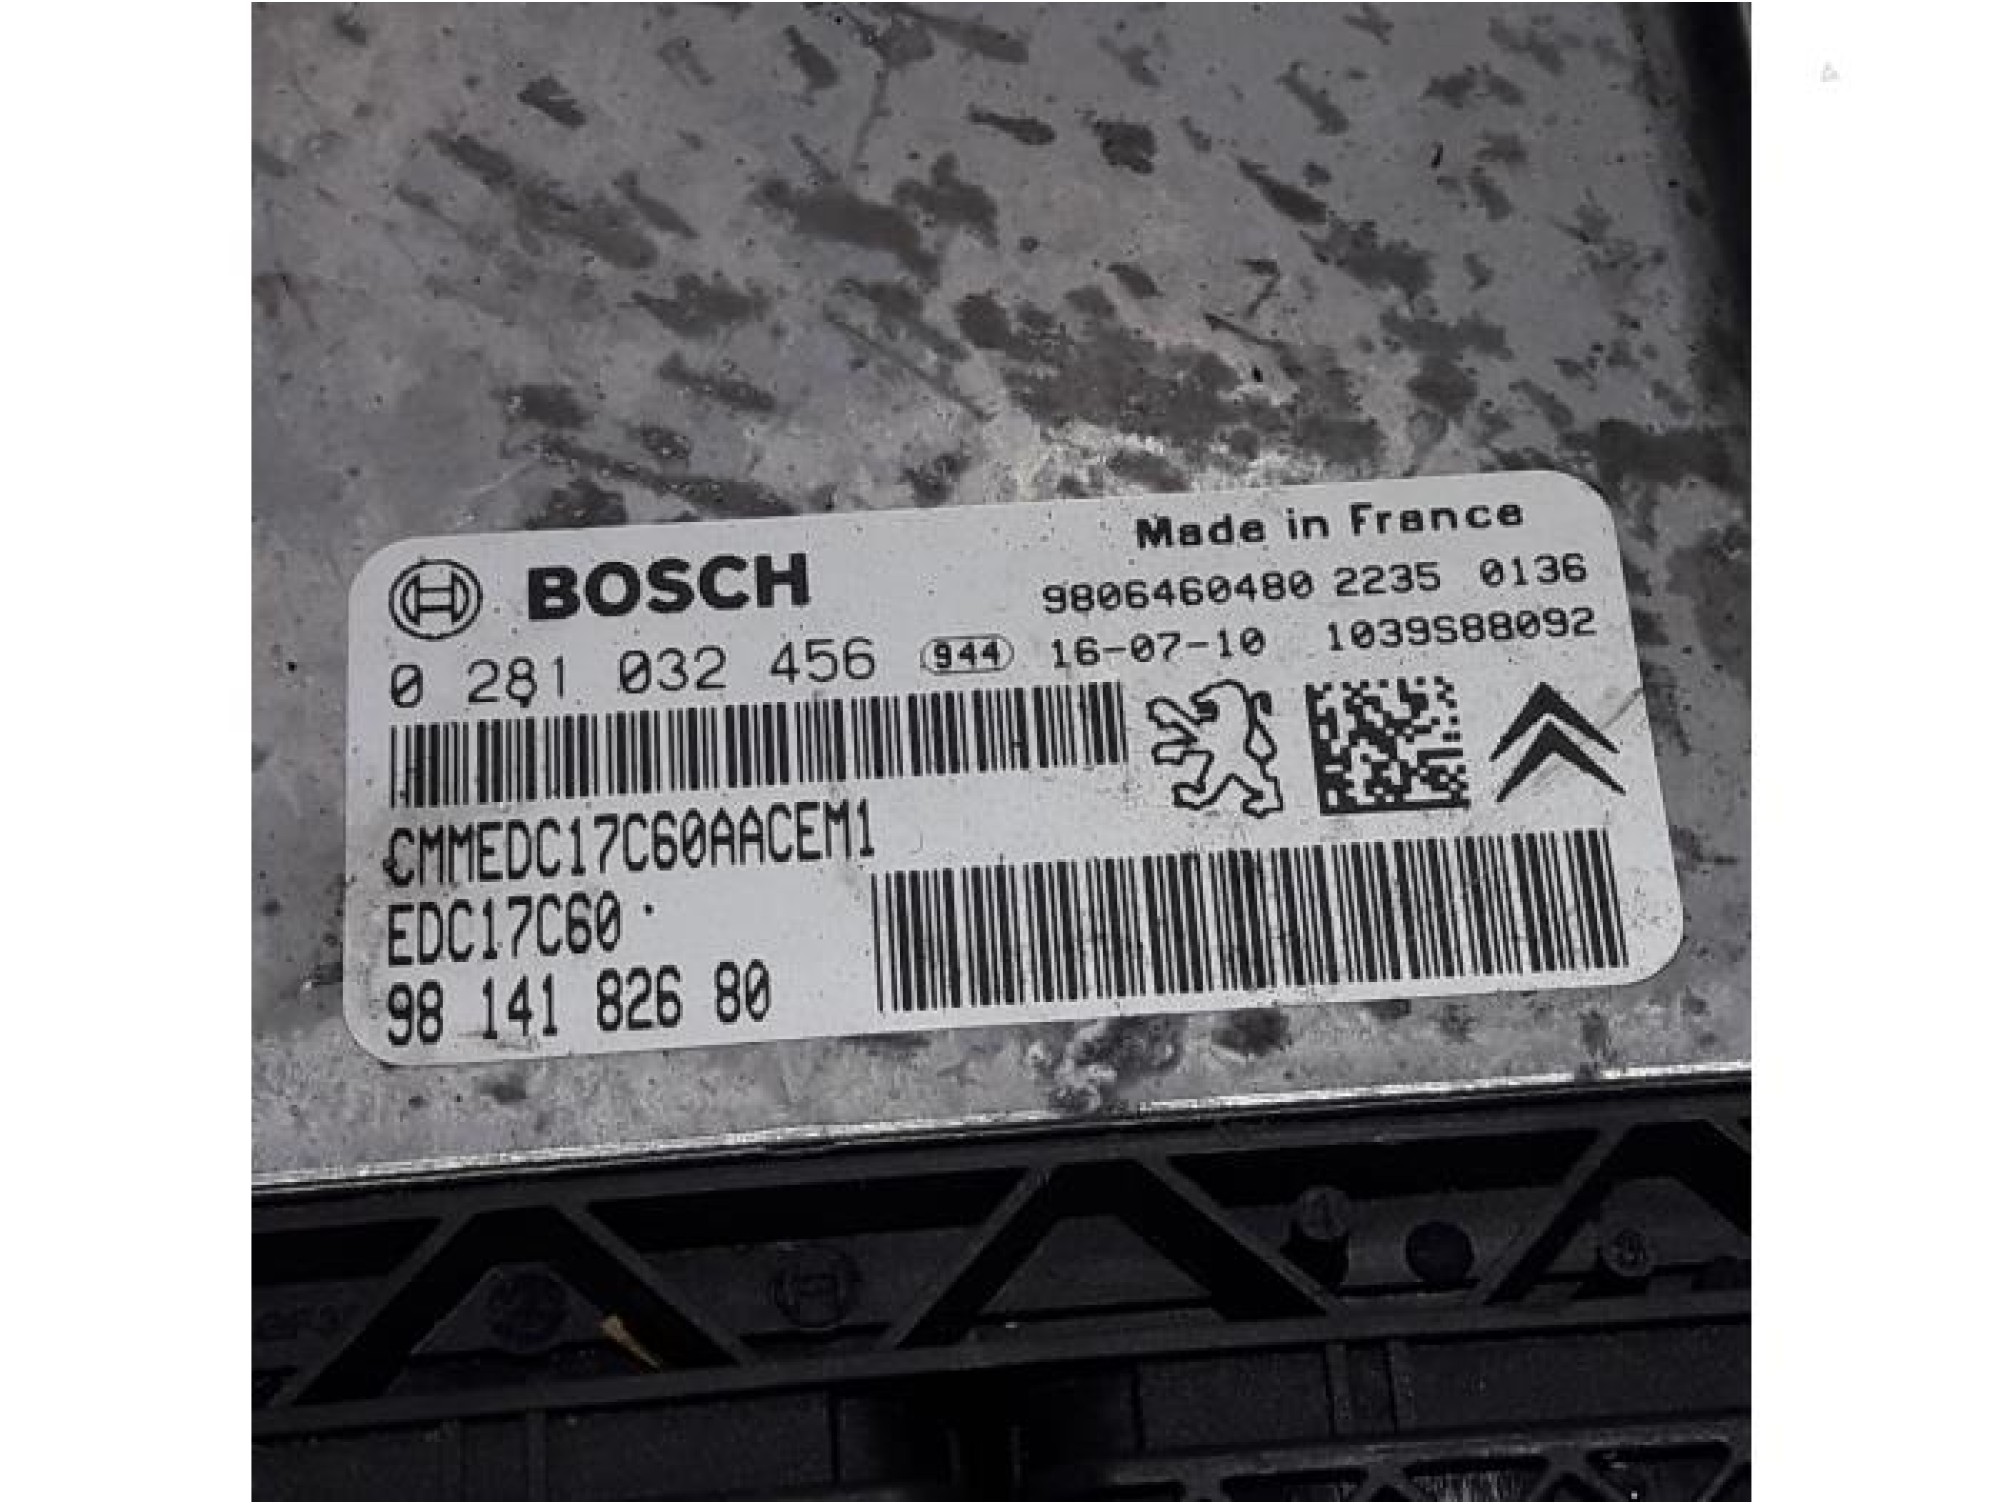 Made in France
BOSCH
9806460480 2235 0136
0 281 032 456 944 16-07-10 1039S88092
CMMEDC17C60AACEM1
EDC17C60
98 141 826 80